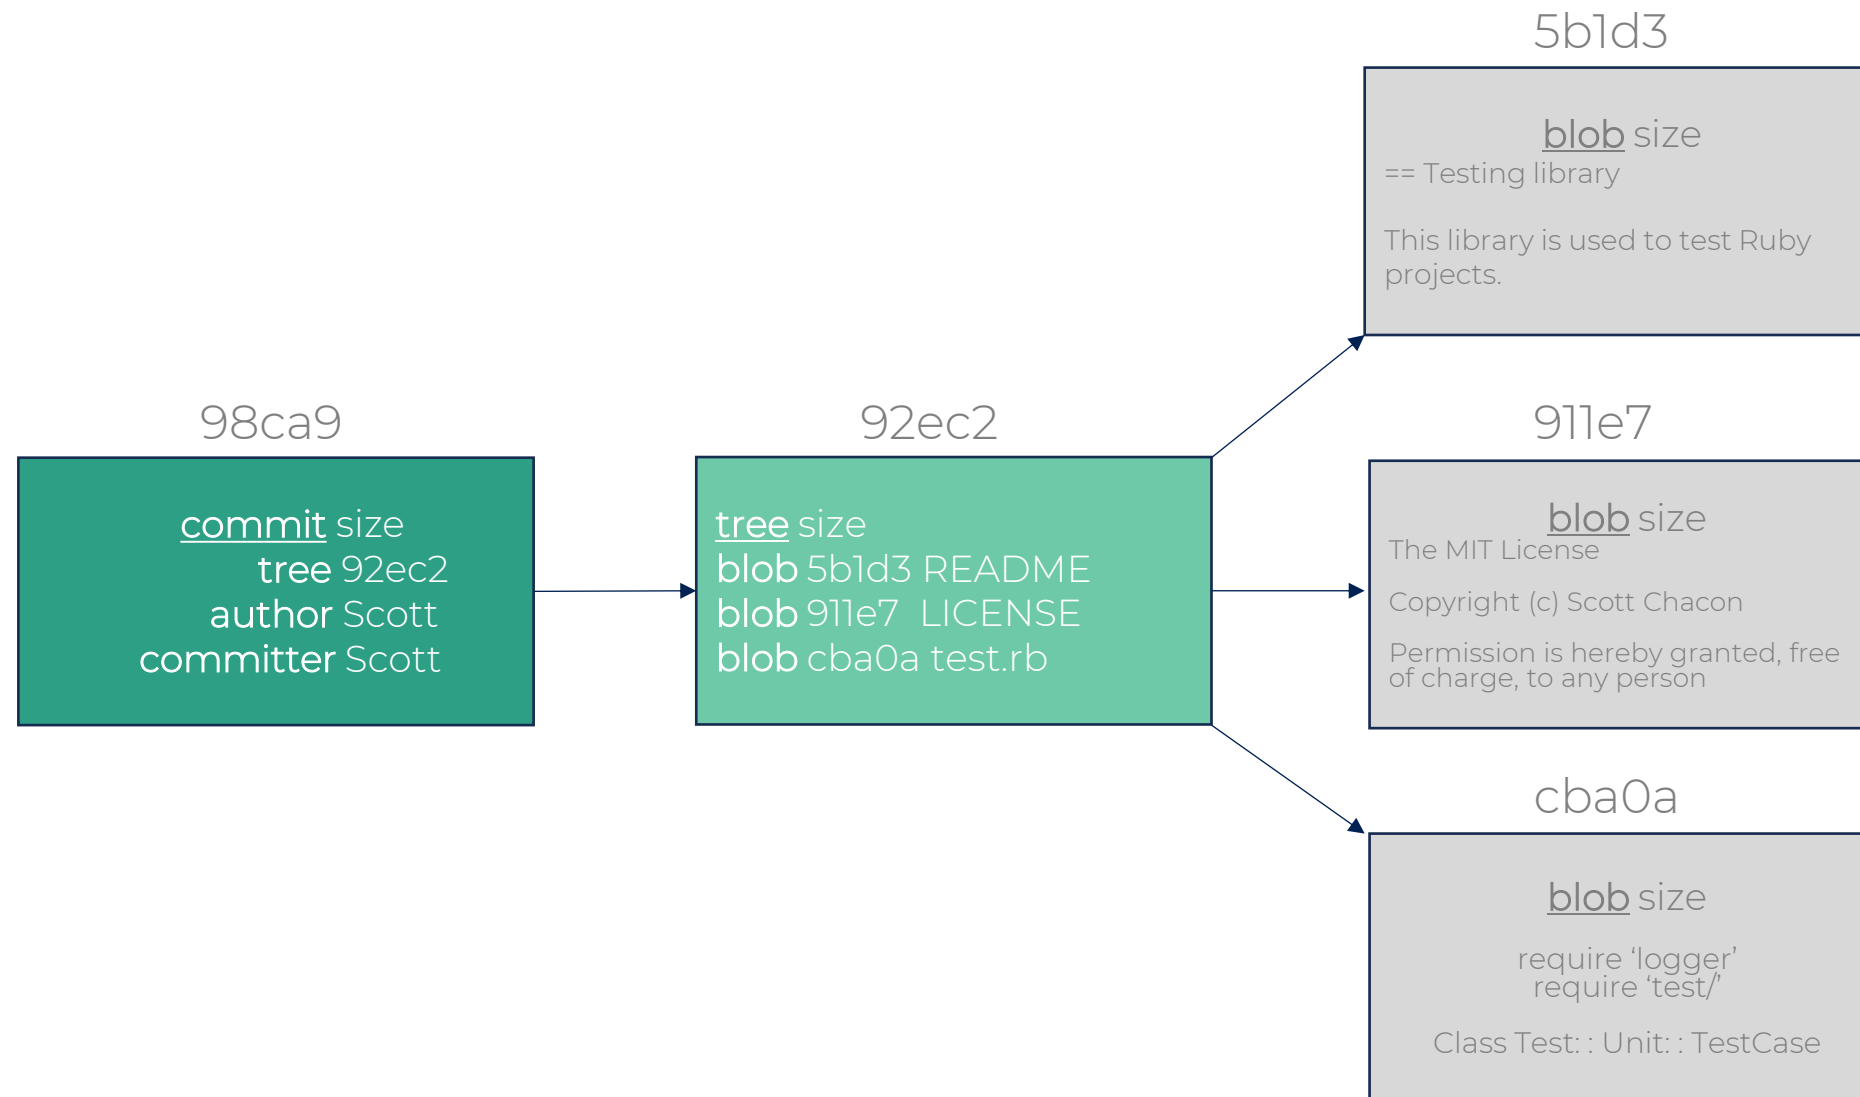 98ca9
commit size
tree 92ec2
author Scott
committer Scott
92ec2
tree size
blob 5b1d3 README
blob 911e7  LICENSE
blob cba0a test.rb
5b1d3
blob size
== Testing library
This library is used to test Ruby
projects.
911e7
blob size
The MIT License
Copyright (c) Scott Chacon
Permission is hereby granted, free
of charge, to any person
cba0a
blob size
require ‘logger’
require ‘test/’
Class Test: : Unit: : TestCase